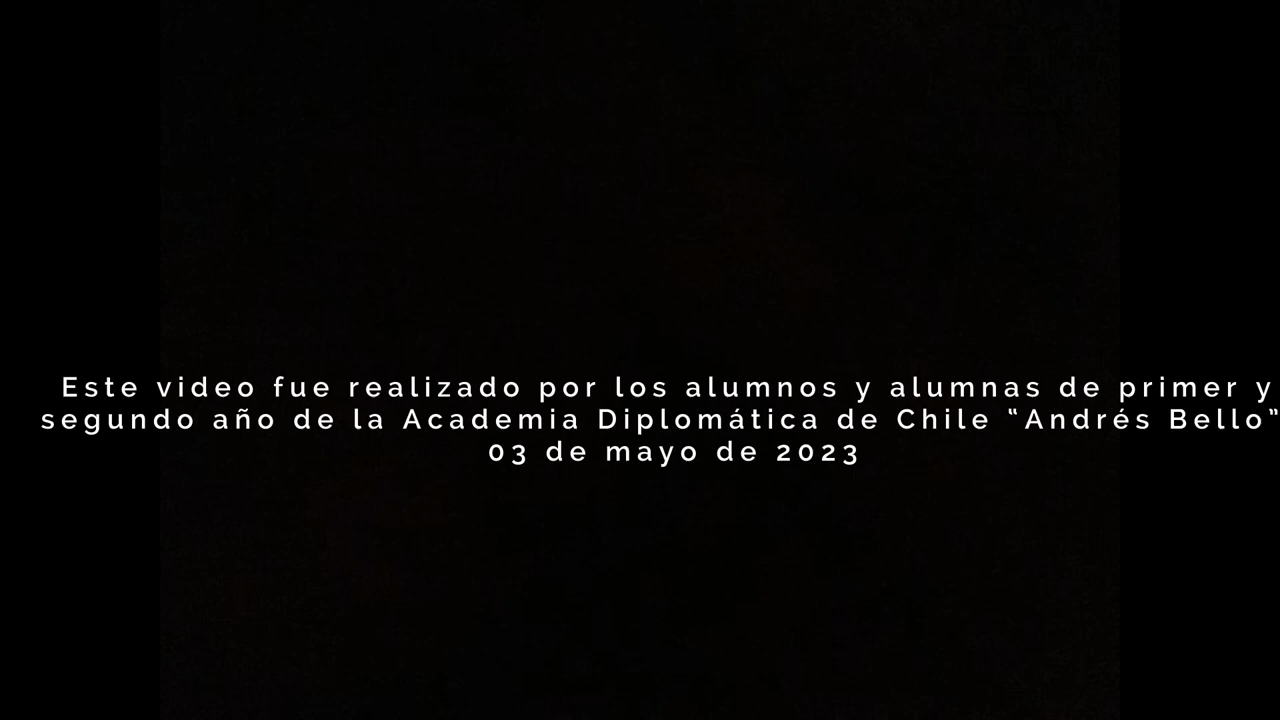 Este video fue realizado por los alumnos y alumnas de primer y
segundo año de la Academia Diplomática de Chile “Andrés Bello”
03 de mayo de 2023